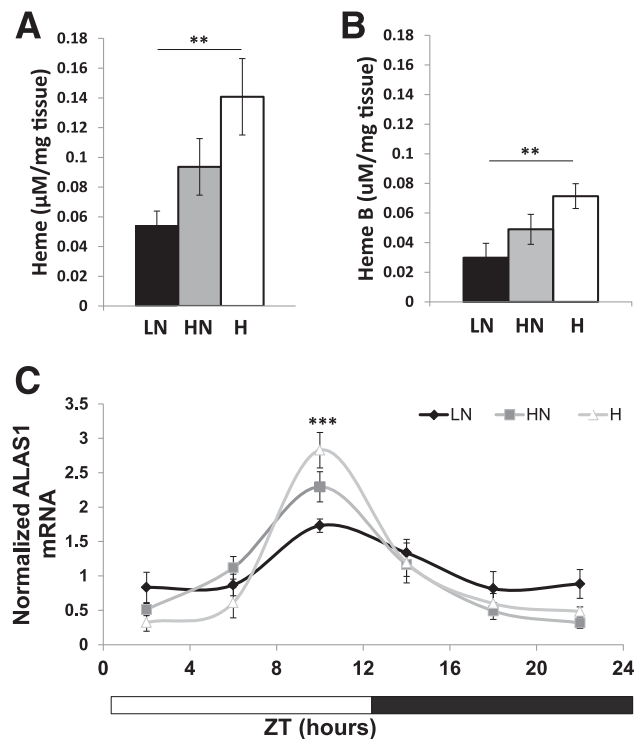 A
0.18
0.16
0.14
0.12
0.1
0.08
0.06
0.04
0.02
0
Heme (µM/mg tissue)
**
LN HN H
B
0.18
0.16
0.14
0.12
0.1
0.08
0.06
0.04
0.02
0
Heme B (uM/mg tissue)
**
LN HN H
C
3.5
3
2.5
2
1.5
1
0.5
0
Normalized ALAS1
mRNA
***
LN HN H
0 4 8 12 16 20 24
ZT (hours)